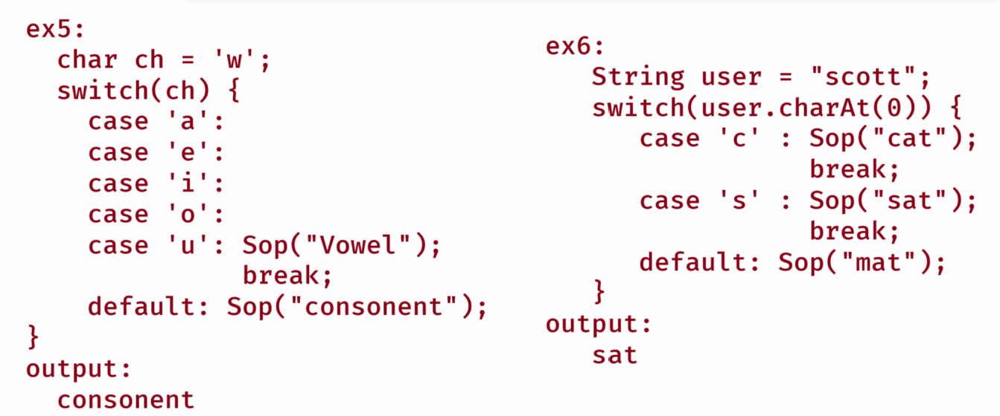 ex5:
char ch = 'w';
switch(ch) {
case 'a':
case 'e':
case 'i':
case 'o':
case 'u': Sop("Vowel");
break;
default: Sop("consonent");
}
output:
consonent
ex6:
String user = "scott";
switch(user.charAt(0)) {
case 'c' : Sop("cat");
break;
case 's' : Sop("sat");
break;
default: Sop("mat");
}
output:
sat